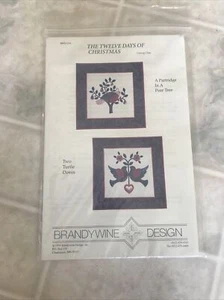 THE TWELVE DAYS OF
CHRISTMAS
A Partridge
In A
Pear Tree
Two
Turtle
Doves
BRANDYWINE DESIGN